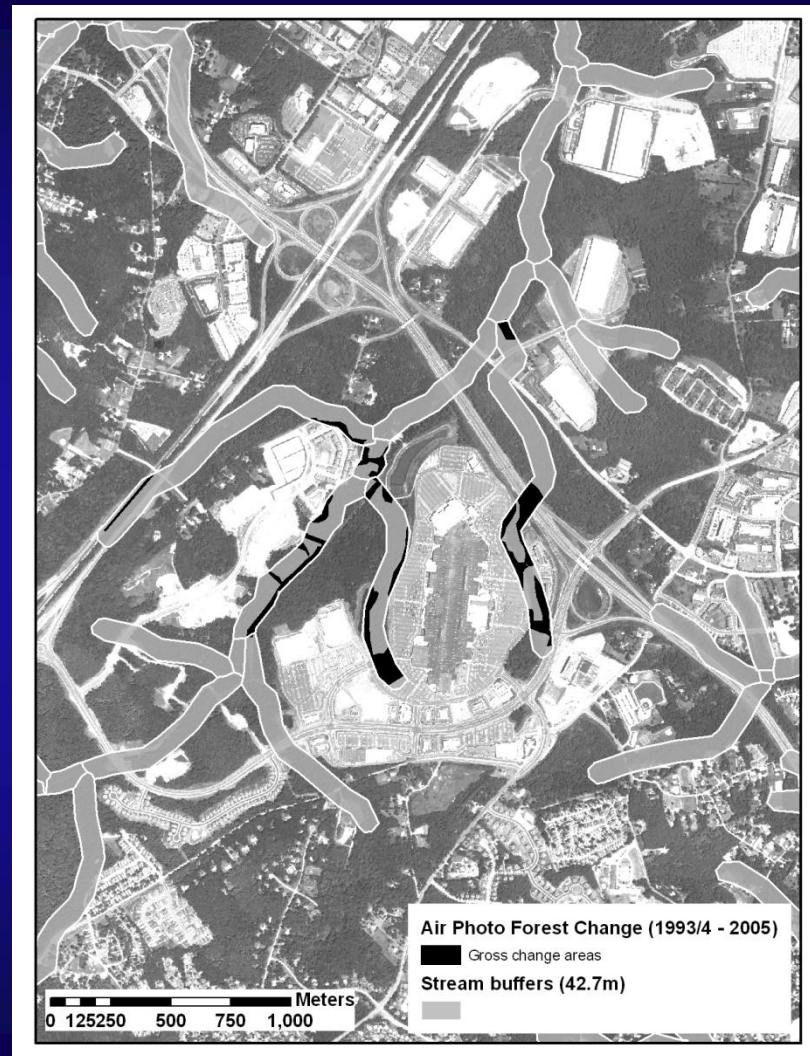 Air Photo Forest Change (1993/4 - 2005)
Gross change areas
Stream buffers (42.7m)
Meters
0 125250 500 750 1,000